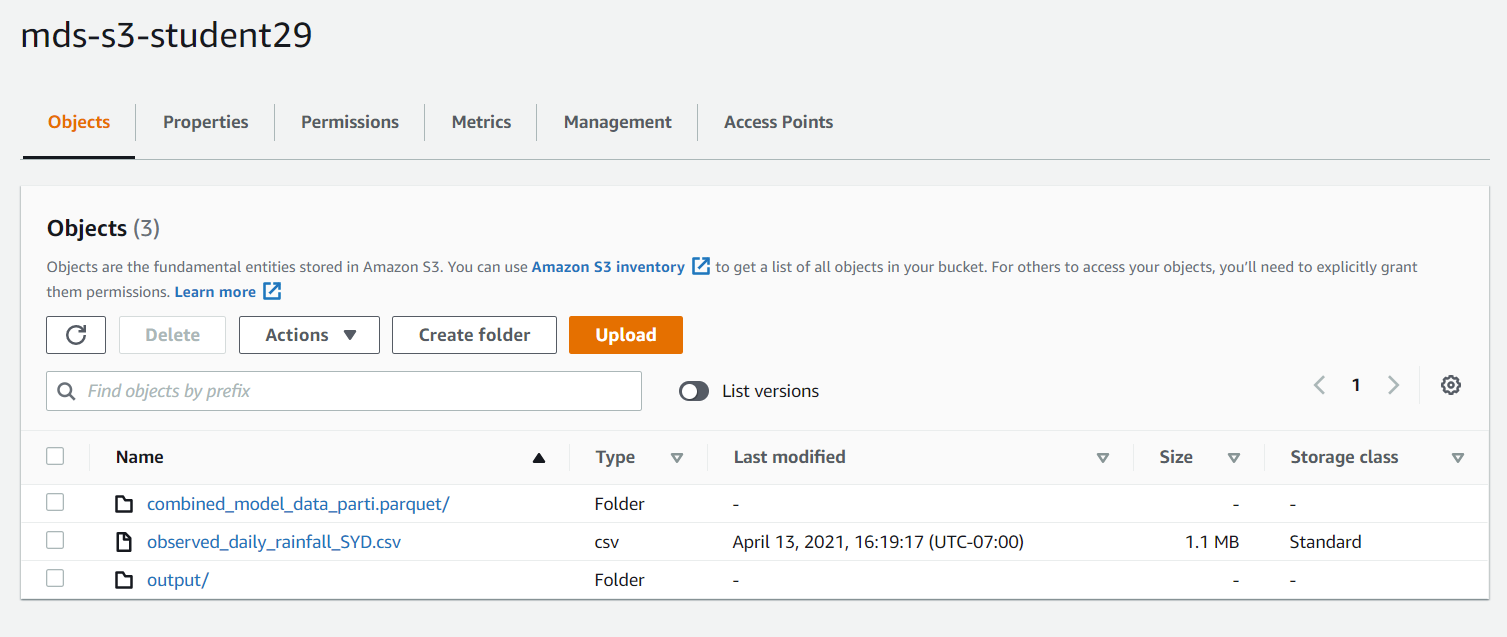 mds-s3-student29
Objects Properties Permissions Metrics Management Access Points
Objects (3)
Objects are the fundamental entities stored in Amazon S3. You can use Amazon S3 inventory to get a list of all objects in your bucket. For others to access your objects, you'll need to explicitly grant
them permissions. Learn more
Delete Actions Create folder Upload
Find objects by prefix List versions 1
Name Type Last modified Size Storage class
combined_model_data_parti.parquet/ Folder - - -
observed_daily_rainfall_SYD.csv csv April 13, 2021, 16:19:17 (UTC-07:00) 1.1 MB Standard
output/ Folder - - -